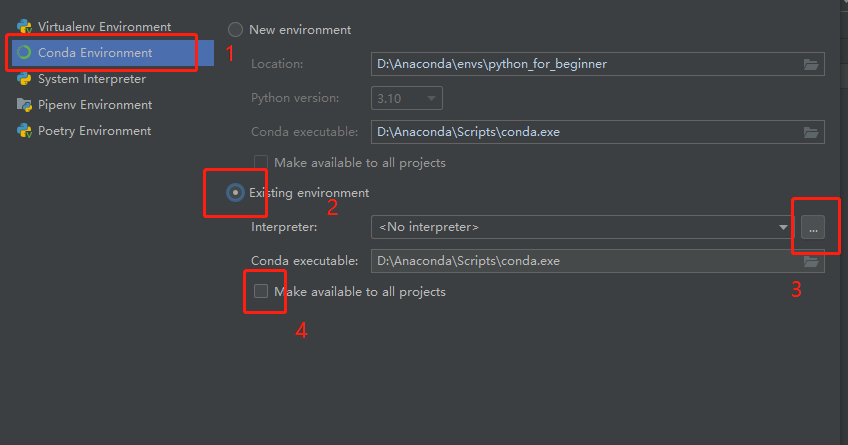 Virtualenv Environment
Conda Environment
System Interpreter
Pipenv Environment
Poetry Environment
1
New environment
Location: D:\Anaconda\envs\python_for_beginner
Python version: 3.10
Conda executable: D:\Anaconda\Scripts\conda.exe
Make available to all projects
Existing environment
2
Interpreter: <No interpreter> ...
Conda executable: D:\Anaconda\Scripts\conda.exe
3
Make available to all projects
4